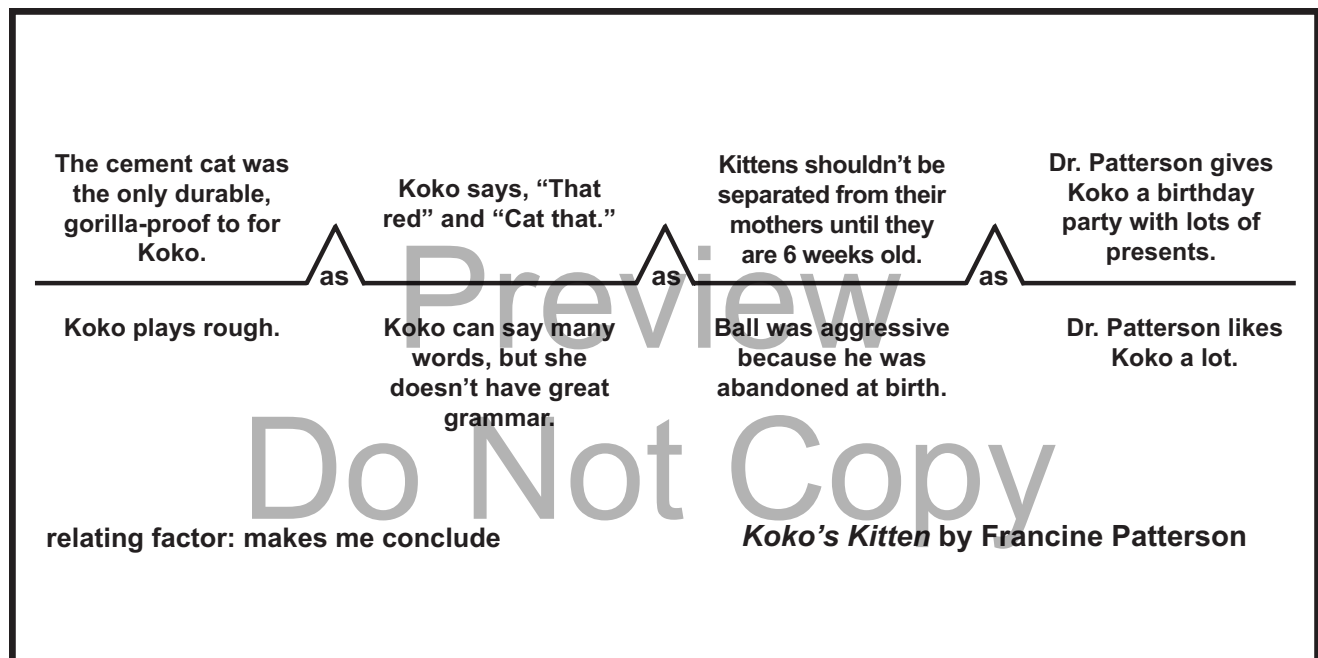 The cement cat was
the only durable,
gorilla-proof to for
Koko.
Koko says, “That
red” and “Cat that.”
Kittens shouldn’t be
separated from their
mothers until they
are 6 weeks old.
Dr. Patterson gives
Koko a birthday
party with lots of
presents.
as
as
as
Koko plays rough.
Koko can say many
words, but she
doesn’t have great
grammar.
Ball was aggressive
because he was
abandoned at birth.
Dr. Patterson likes
Koko a lot.
Preview
Do Not Copy
relating factor: makes me conclude
Koko’s Kitten by Francine Patterson